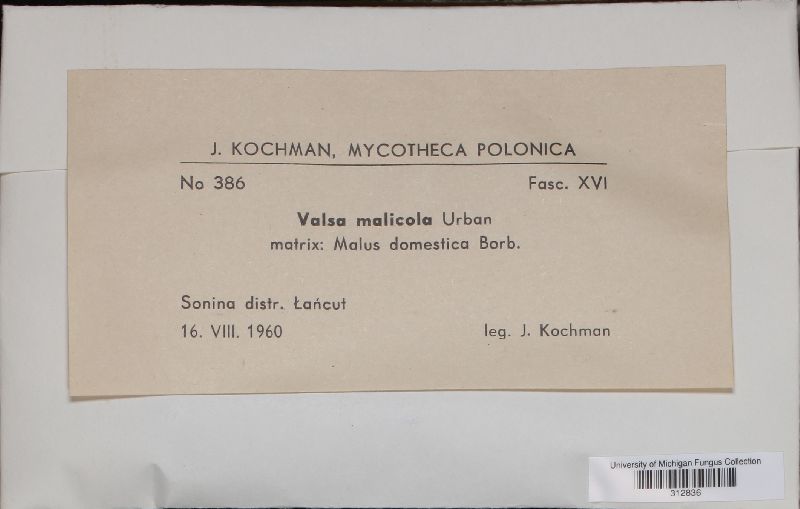 J. KOCHMAN, MYCOTHECA POLONICA
No 386 Fasc. XVI
Valsa malicola Urban
matrix: Malus domestica Borb.
Sonina distr. Łańcut
16. VIII. 1960 leg. J. Kochman
University of Michigan Fungus Collection
312836